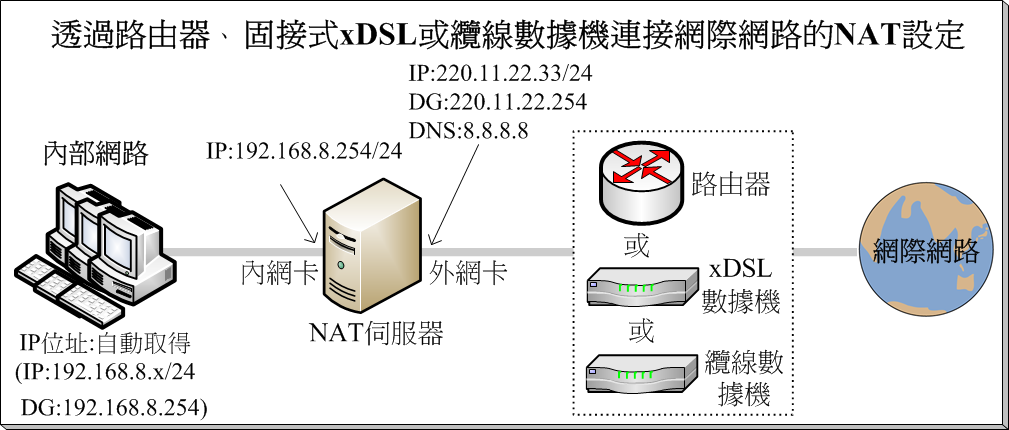 透過路由器、固接式xDSL或纜線數據機連接網際網路的NAT設定
IP:220.11.22.33/24
DG:220.11.22.254
DNS:8.8.8.8
內部網路
IP:192.168.8.254/24
路由器
或
內網卡
外網卡
網際網路
xDSL
數據機
NAT伺服器
或
IP位址:自動取得
(IP:192.168.8.x/24
DG:192.168.8.254)
纜線數
據機